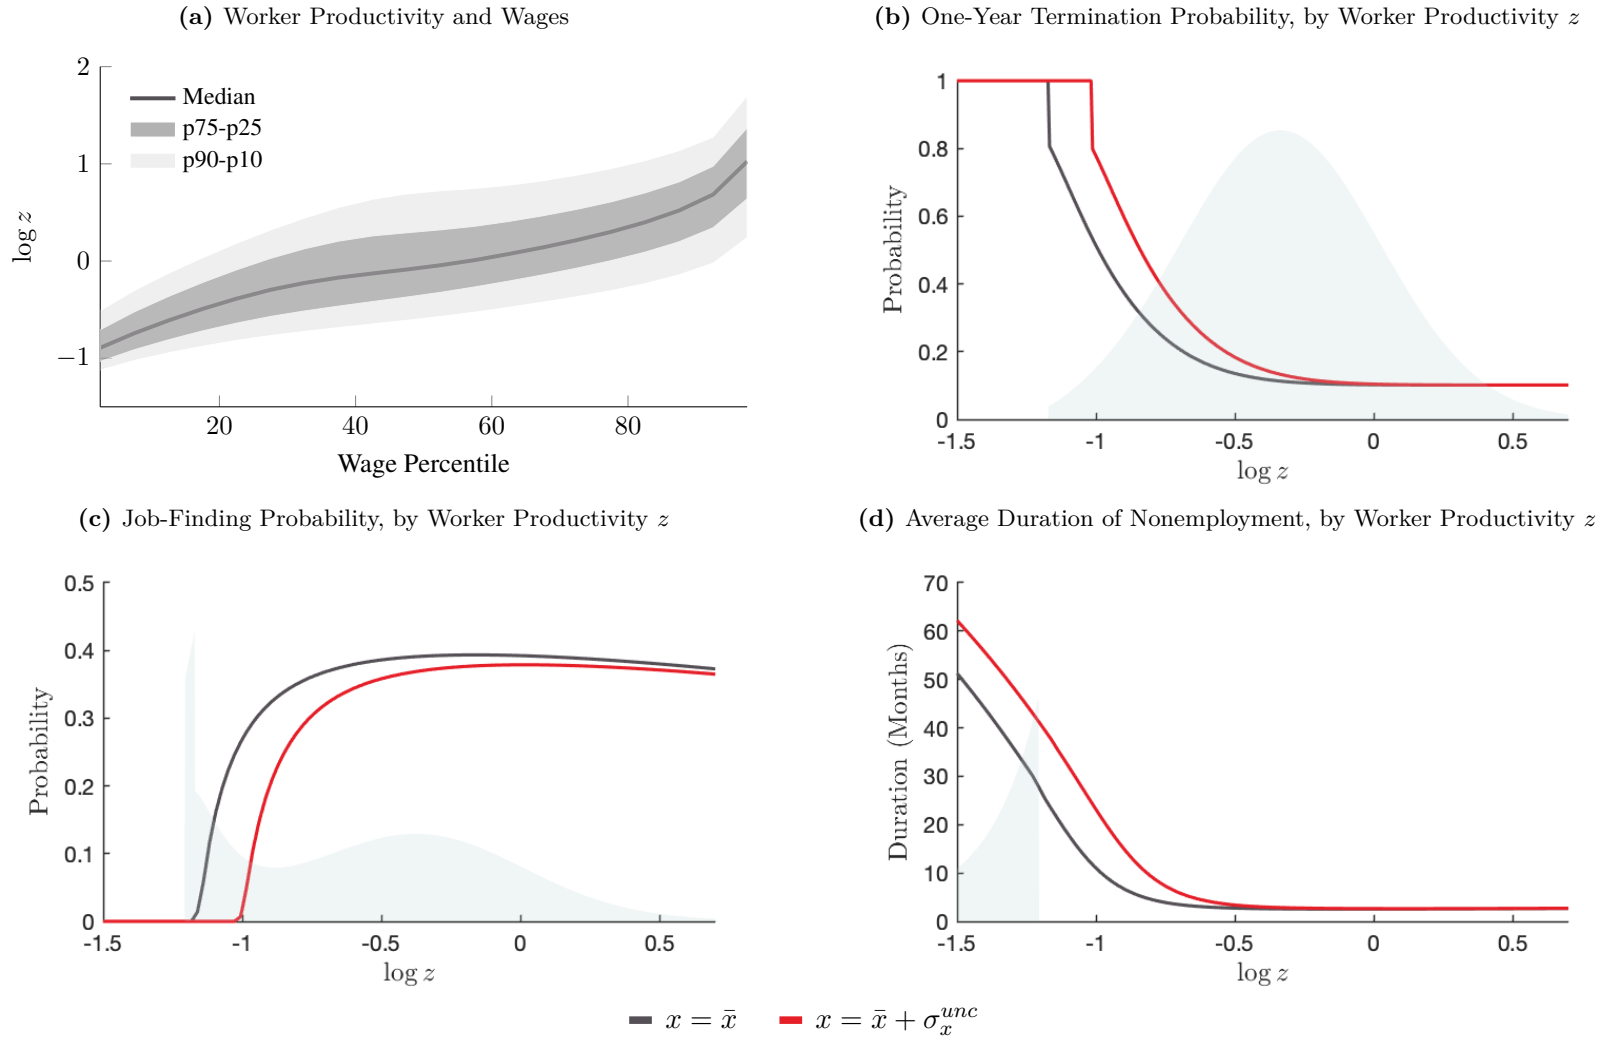 (a) Worker Productivity and Wages
2
1
0
−1
log z
Median
p75-p25
p90-p10
20 40 60 80
Wage Percentile
(b) One-Year Termination Probability, by Worker Productivity z
1
0.8
0.6
0.4
0.2
0
Probability
-1.5 -1 -0.5 0 0.5
log z
(c) Job-Finding Probability, by Worker Productivity z
0.5
0.4
0.3
0.2
0.1
0
Probability
-1.5 -1 -0.5 0 0.5
log z
(d) Average Duration of Nonemployment, by Worker Productivity z
70
60
50
40
30
20
10
0
Duration (Months)
-1.5 -1 -0.5 0 0.5
log z
x = x̄ x = x̄ + σₓᵘⁿᶜ